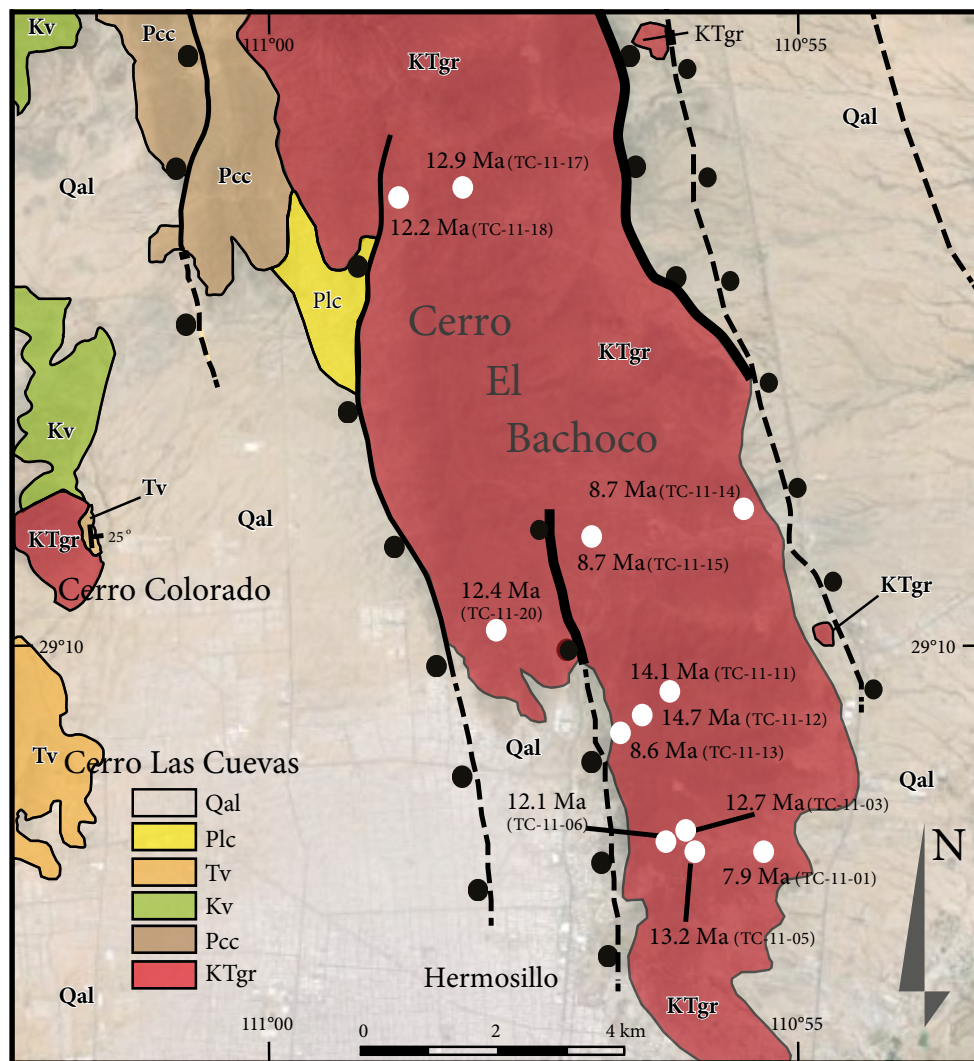 Kv
Pcc
111°00
KTgr
KTgr
110°55
Qal
Qal
Pcc
12.9 Ma (TC-11-17)
12.2 Ma (TC-11-18)
Plc
Cerro
El
Bachoco
KTgr
Kv
Tv
25°
KTgr
Qal
Cerro Colorado
8.7 Ma (TC-11-14)
8.7 Ma (TC-11-15)
12.4 Ma
(TC-11-20)
KTgr
29°10
29°10
14.1 Ma (TC-11-11)
14.7 Ma (TC-11-12)
8.6 Ma (TC-11-13)
Qal
Tv
Cerro Las Cuevas
Qal
Qal
Plc
Tv
Kv
Pcc
KTgr
12.1 Ma
(TC-11-06)
12.7 Ma (TC-11-03)
7.9 Ma (TC-11-01)
13.2 Ma (TC-11-05)
N
Qal
Hermosillo
KTgr
111°00
0 2 4 km
110°55